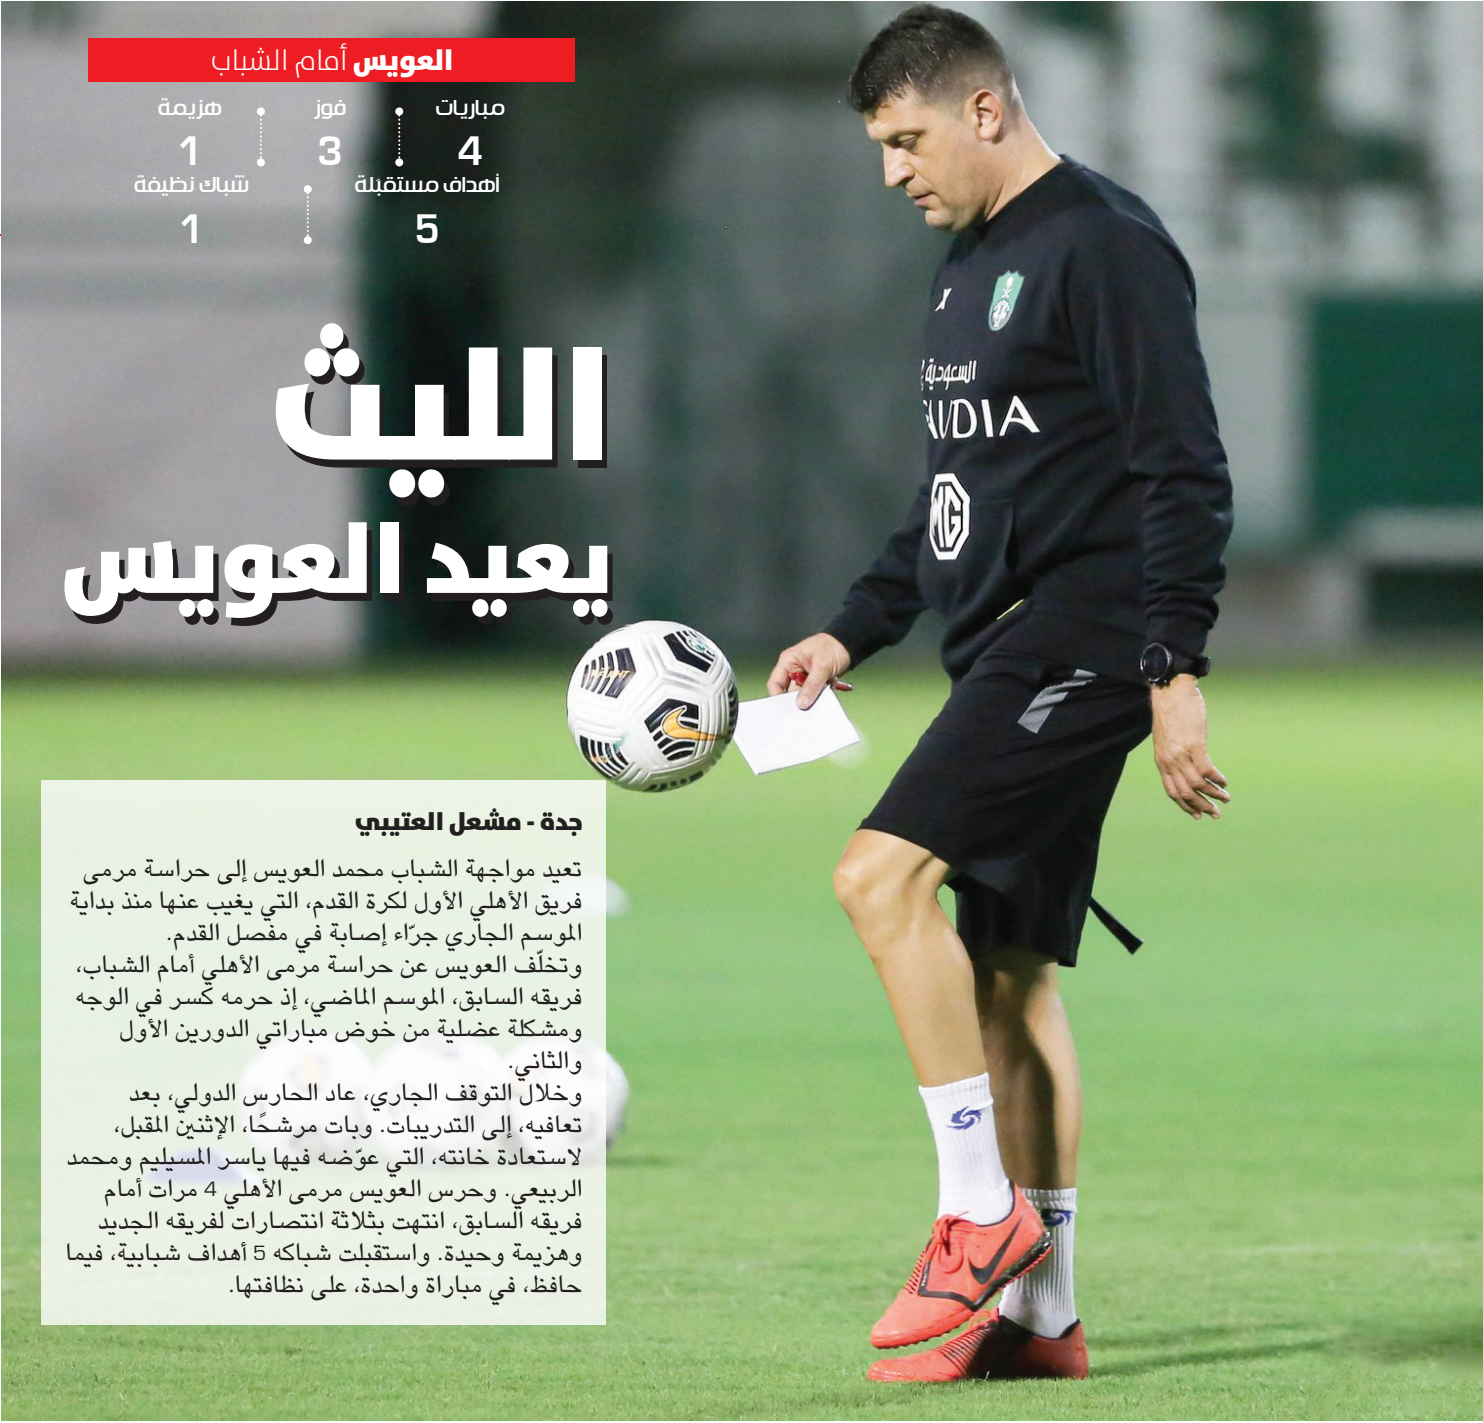 العويس أمام الشباب
مباريات فوز هزيمة
4 3 1
أهداف مستقبلة شباك نظيفة
5 1
الليث
يعيد العويس
السعودية
SAUDIA
MG
جدة - مشعل العتيبي
تعيد مواجهة الشباب محمد العويس إلى حراسة مرمى
فريق الأهلي الأول لكرة القدم، التي يغيب عنها منذ بداية
الموسم الجاري جرّاء إصابة في مفصل القدم.
وتخلّف العويس عن حراسة مرمى الأهلي أمام الشباب،
فريقه السابق، الموسم الماضي، إذ حرمه كسر في الوجه
ومشكلة عضلية من خوض مباراتي الدورين الأول
والثاني.
وخلال التوقف الجاري، عاد الحارس الدولي، بعد
تعافيه، إلى التدريبات. وبات مرشحًا، الإثنين المقبل،
لاستعادة خانته، التي عوّضه فيها ياسر المسيليم ومحمد
الربيعي. وحرس العويس مرمى الأهلي 4 مرات أمام
فريقه السابق، انتهت بثلاثة انتصارات لفريقه الجديد
وهزيمة وحيدة. واستقبلت شباكه 5 أهداف شبابية، فيما
حافظ، في مباراة واحدة، على نظافتها.